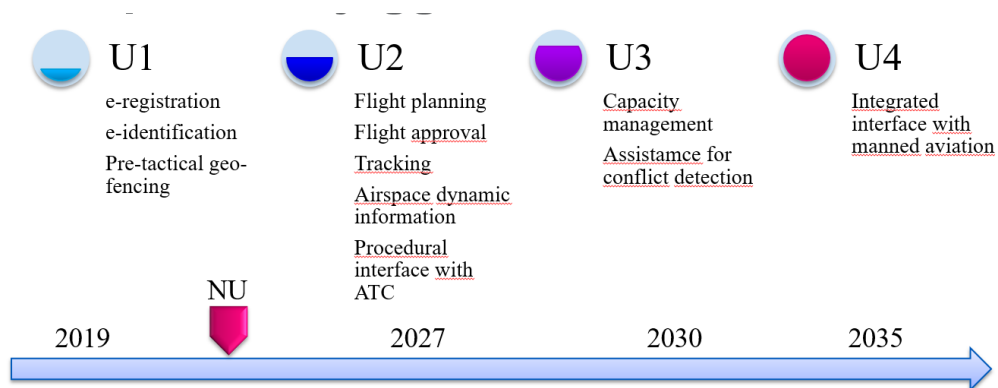 U1
e-registration
e-identification
Pre-tactical geo-
fencing
U2
Flight planning
Flight approval
Tracking
Airspace dynamic
information
Procedural
interface with
ATC
U3
Capacity
management
Assistamce for
conflict detection
U4
Integrated
interface with
manned aviation
NU
2019
2027
2030
2035